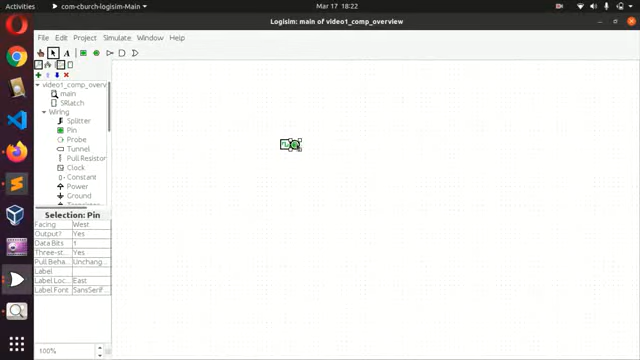 Activities
com-cburch-logisim-Main
Mar 17 18:22
Logisim: main of video1_comp_overview
File Edit Project Simulate Window Help
A
video1_comp_overv
main
SRlatch
Wiring
Splitter
Pin
Probe
Tunnel
Pull Resistor
Clock
Constant
Power
Ground
Selection: Pin
Facing West
Output? Yes
Data Bits 1
Three-st... Yes
Pull Beha... Unchang...
Label
Label Loc... East
Label Font SansSerif ...
100%